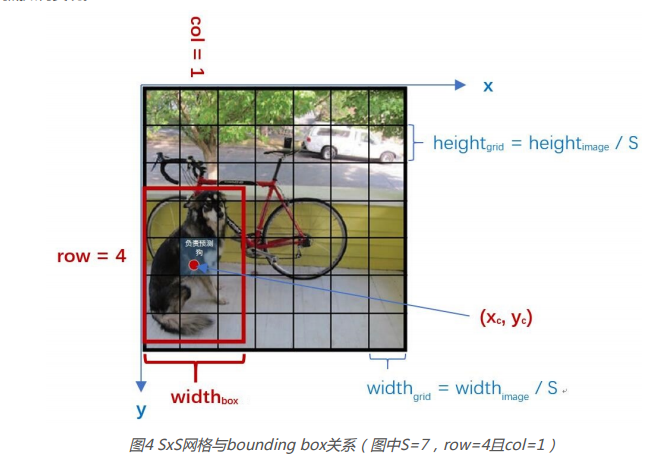 col = 1
x
height_grid = height_image / S
负责预测
狗
row = 4
(x_c, y_c)
width_box
width_grid = width_image / S
y
图4 SxS网格与bounding box关系（图中S=7，row=4且col=1）